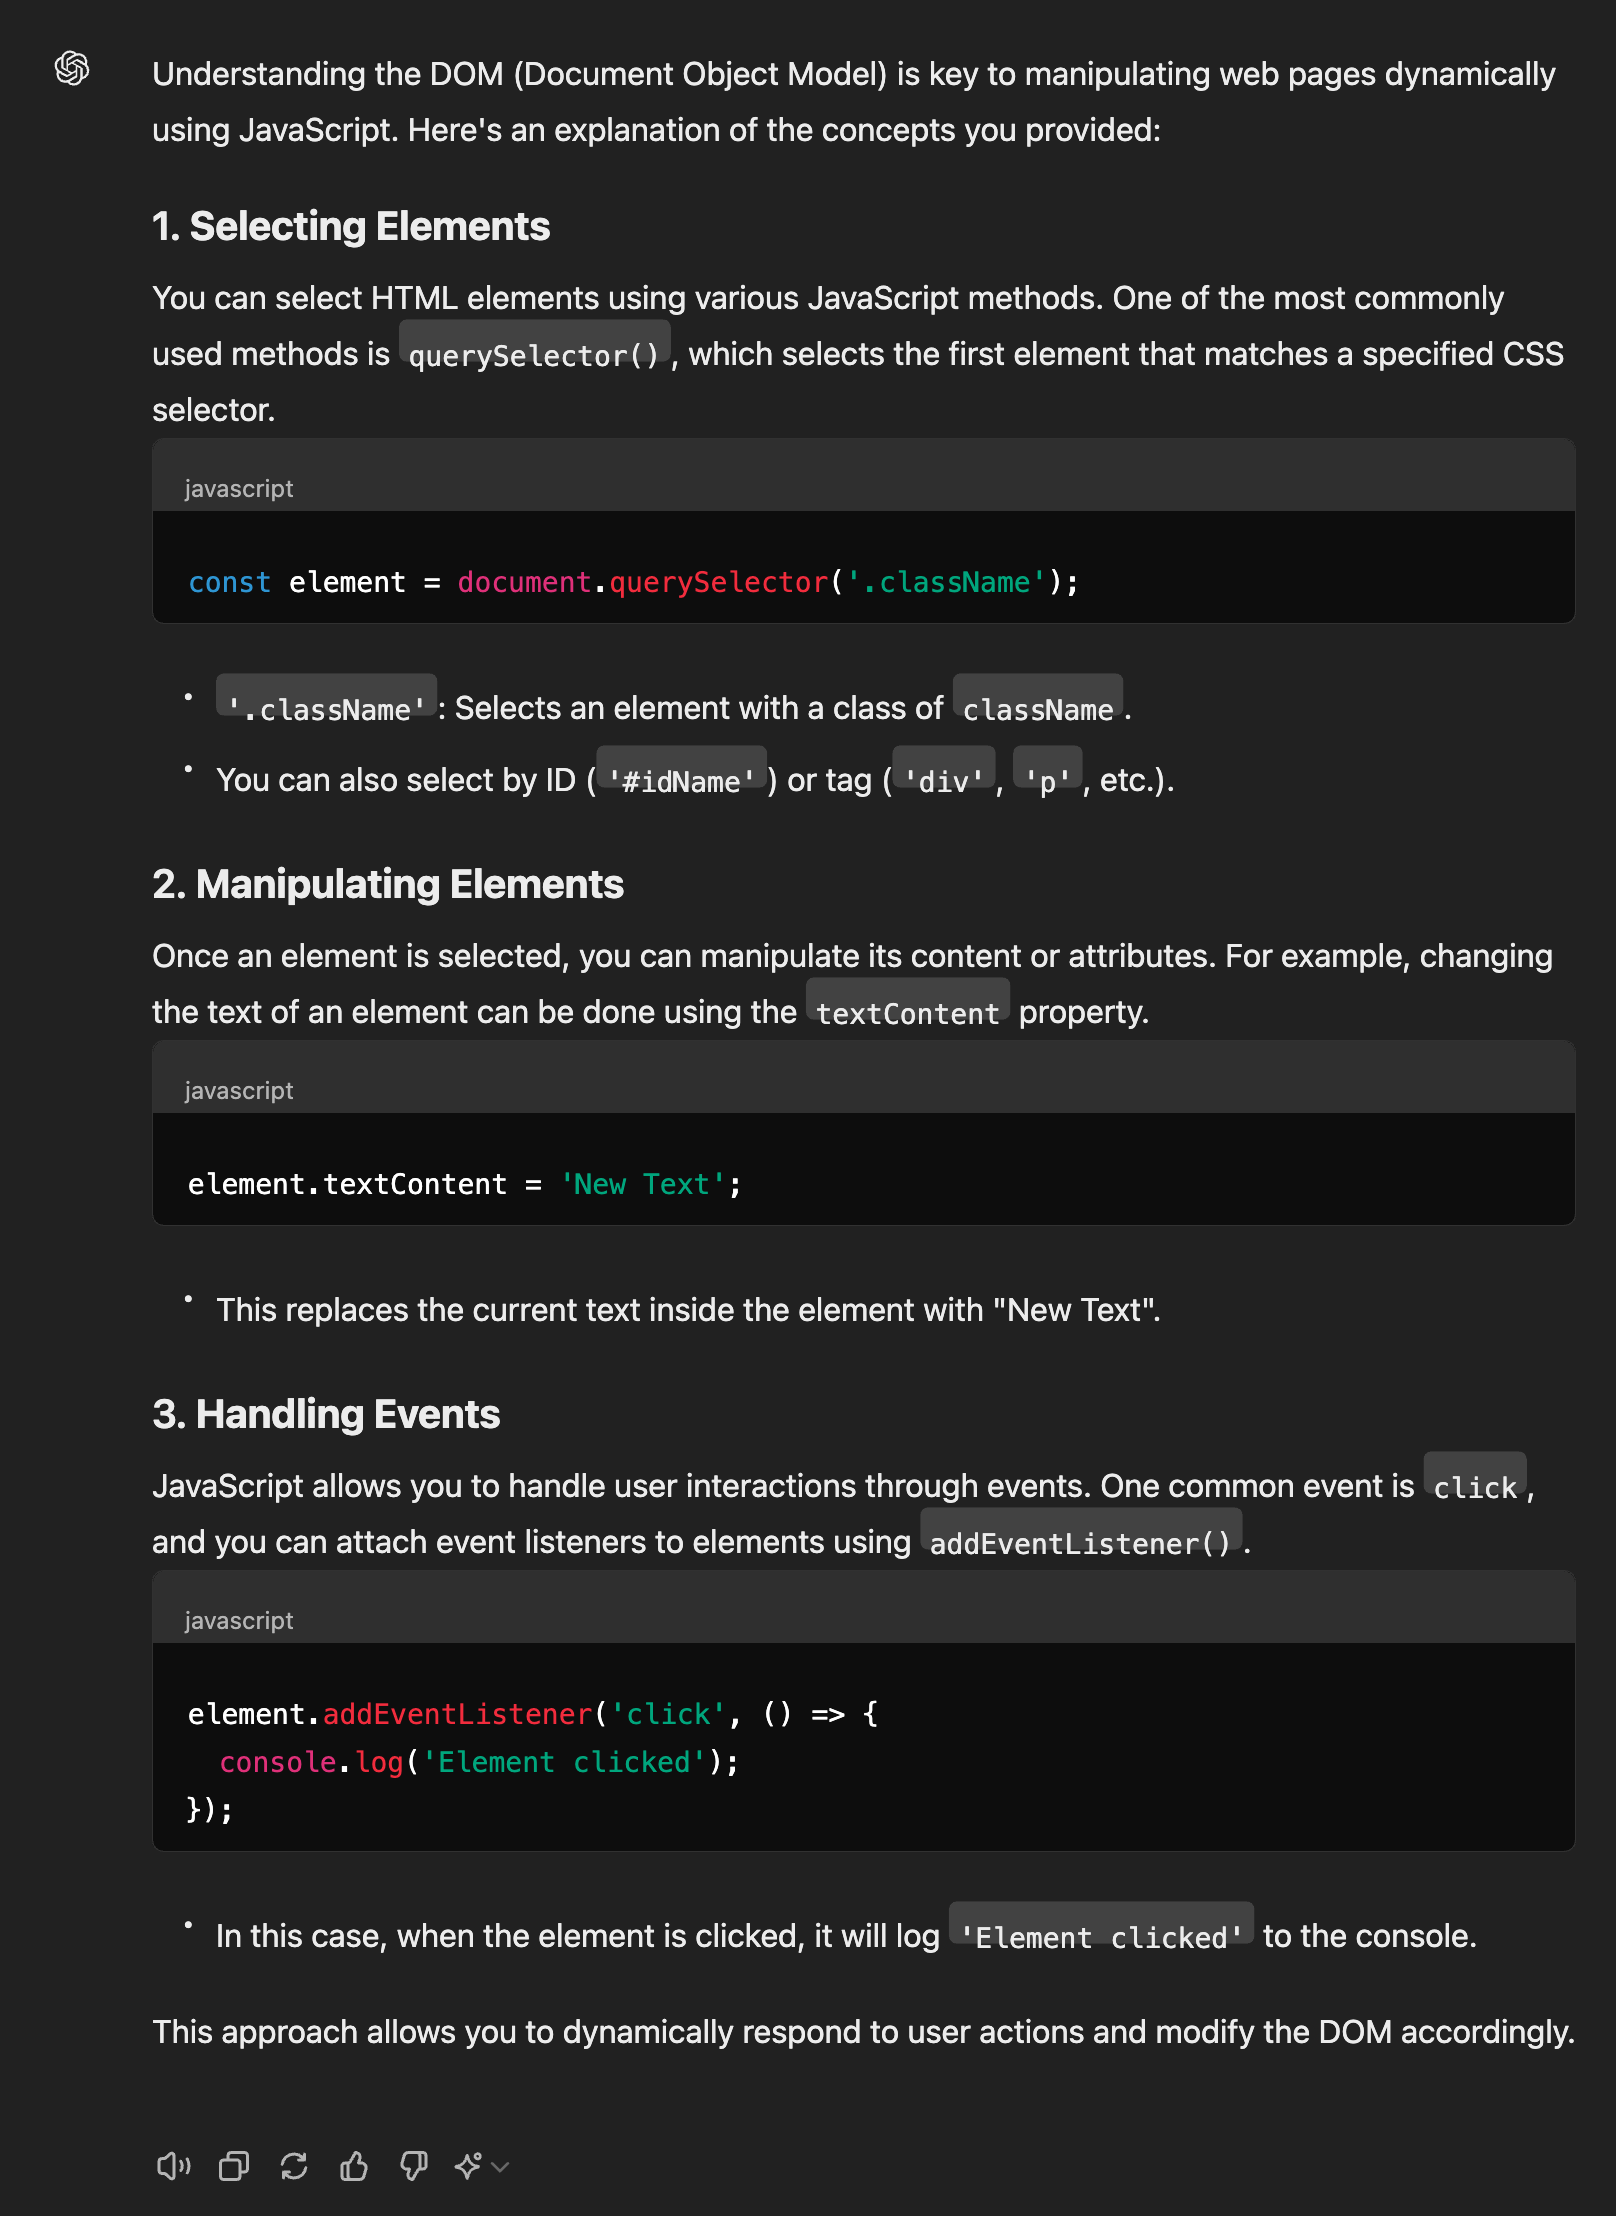 Understanding the DOM (Document Object Model) is key to manipulating web pages dynamically
using JavaScript. Here's an explanation of the concepts you provided:
1. Selecting Elements
You can select HTML elements using various JavaScript methods. One of the most commonly
used methods is querySelector(), which selects the first element that matches a specified CSS
selector.
javascript
const element = document.querySelector('.className');
• '.className': Selects an element with a class of className.
• You can also select by ID ('#idName') or tag ('div', 'p', etc.).
2. Manipulating Elements
Once an element is selected, you can manipulate its content or attributes. For example, changing
the text of an element can be done using the textContent property.
javascript
element.textContent = 'New Text';
• This replaces the current text inside the element with "New Text".
3. Handling Events
JavaScript allows you to handle user interactions through events. One common event is click,
and you can attach event listeners to elements using addEventListener().
javascript
element.addEventListener('click', () => {
  console.log('Element clicked');
});
• In this case, when the element is clicked, it will log 'Element clicked' to the console.
This approach allows you to dynamically respond to user actions and modify the DOM accordingly.